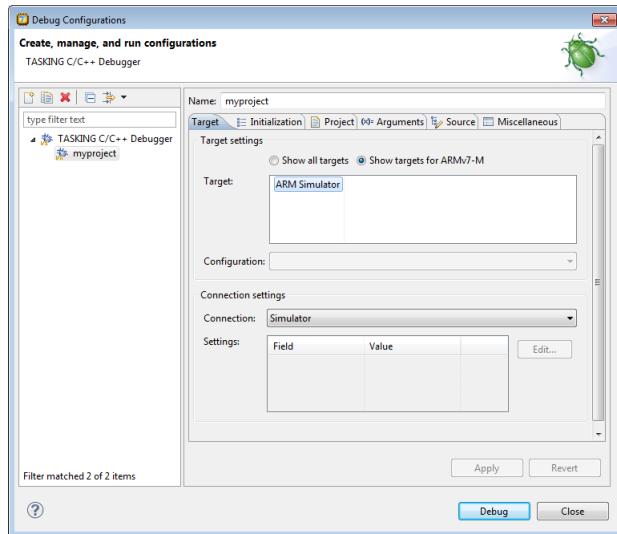 Debug Configurations
Create, manage, and run configurations
TASKING C/C++ Debugger
type filter text
TASKING C/C++ Debugger
myproject
Filter matched 2 of 2 items
Name: myproject
Target Initialization Project (x)= Arguments Source Miscellaneous
Target settings
Show all targets Show targets for ARMv7-M
Target: ARM Simulator
Configuration:
Connection settings
Connection: Simulator
Settings: Field Value Edit...
Apply Revert
? Debug Close